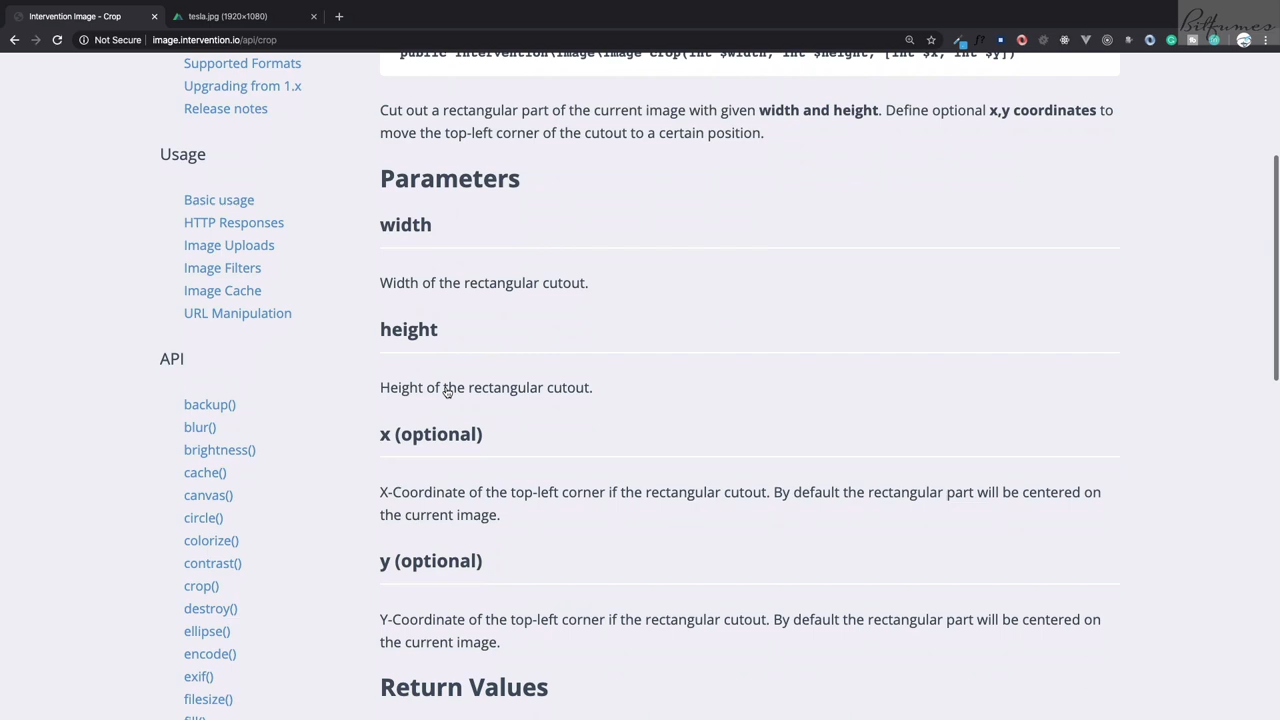 Intervention Image - Crop
tesla.jpg (1920×1080)
Bitfumes
Not Secure
image.intervention.io/api/crop
public Intervention\Image\Image crop(int $width, int $height, [int $x, int $y])
Supported Formats
Upgrading from 1.x
Release notes
Usage
Basic usage
HTTP Responses
Image Uploads
Image Filters
Image Cache
URL Manipulation
API
backup()
blur()
brightness()
cache()
canvas()
circle()
colorize()
contrast()
crop()
destroy()
ellipse()
encode()
exif()
filesize()
fill()
Cut out a rectangular part of the current image with given width and height. Define optional x,y coordinates to
move the top-left corner of the cutout to a certain position.
Parameters
width
Width of the rectangular cutout.
height
Height of the rectangular cutout.
x (optional)
X-Coordinate of the top-left corner if the rectangular cutout. By default the rectangular part will be centered on
the current image.
y (optional)
Y-Coordinate of the top-left corner if the rectangular cutout. By default the rectangular part will be centered on
the current image.
Return Values